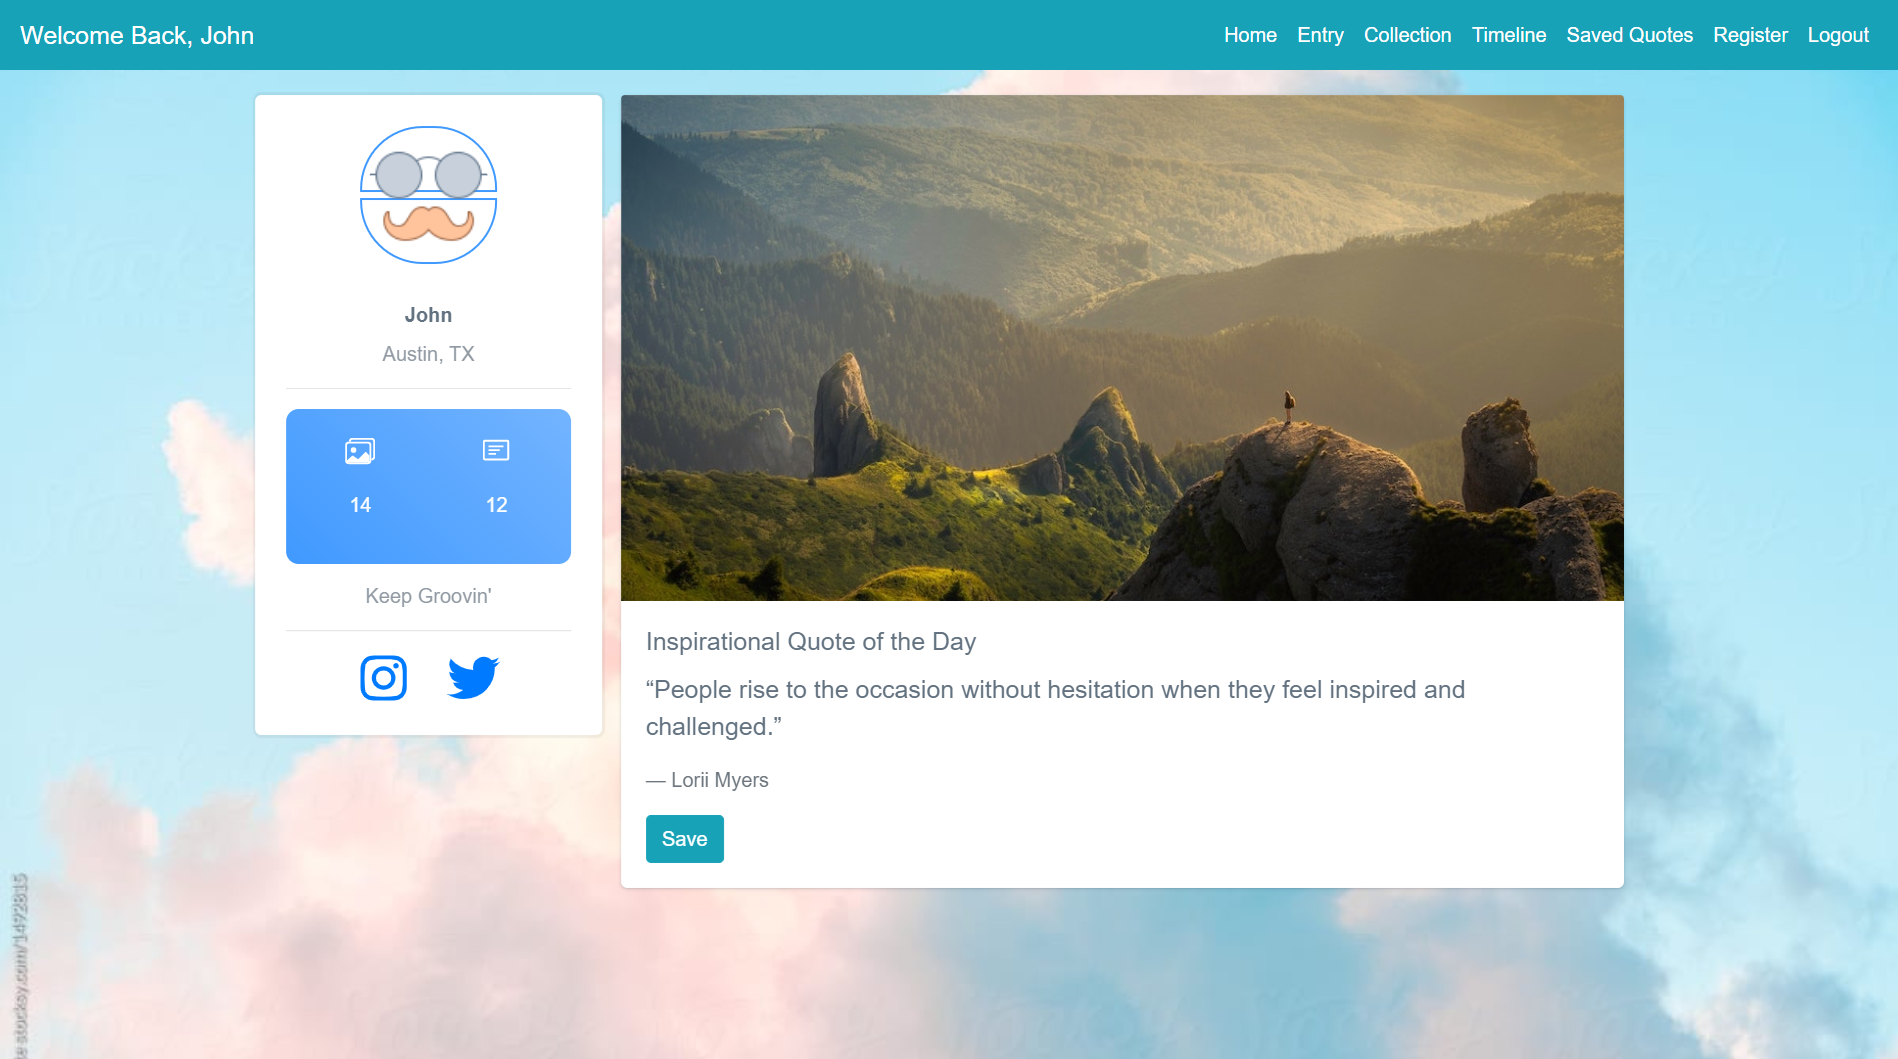 Welcome Back, John
Home Entry Collection Timeline Saved Quotes Register Logout
John
Austin, TX
14 12
Keep Groovin'
Inspirational Quote of the Day
“People rise to the occasion without hesitation when they feel inspired and
challenged.”
— Lorii Myers
Save
stocksy.com/1492815